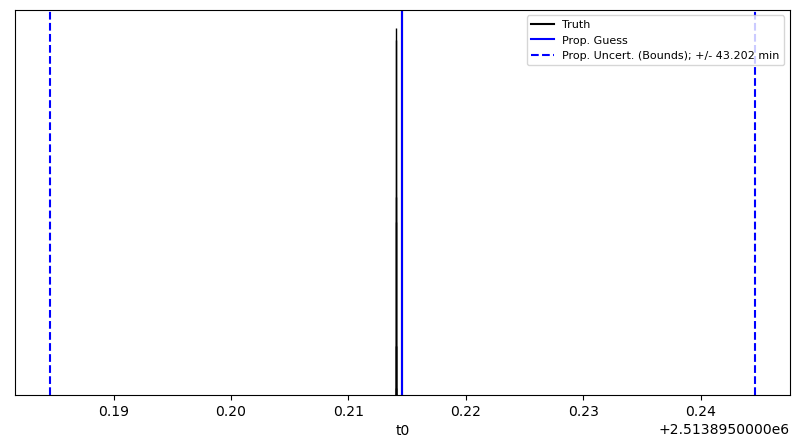 Truth
Prop. Guess
Prop. Uncert. (Bounds); +/- 43.202 min
0.19 0.20 0.21 0.22 0.23 0.24
t0 +2.5138950000e6